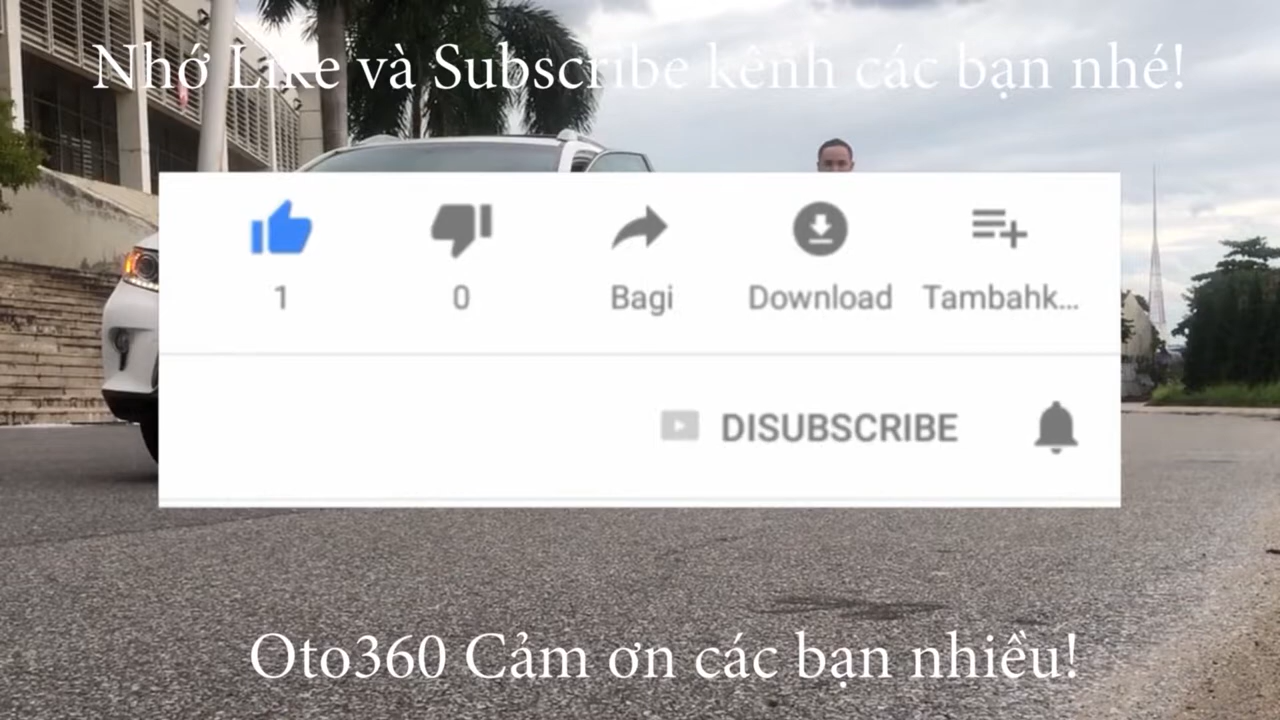 Nhớ Like và Subscribe kênh các bạn nhé!
1 0 Bagi Download Tambahk...
DISUBSCRIBE
Oto360 Cảm ơn các bạn nhiều!